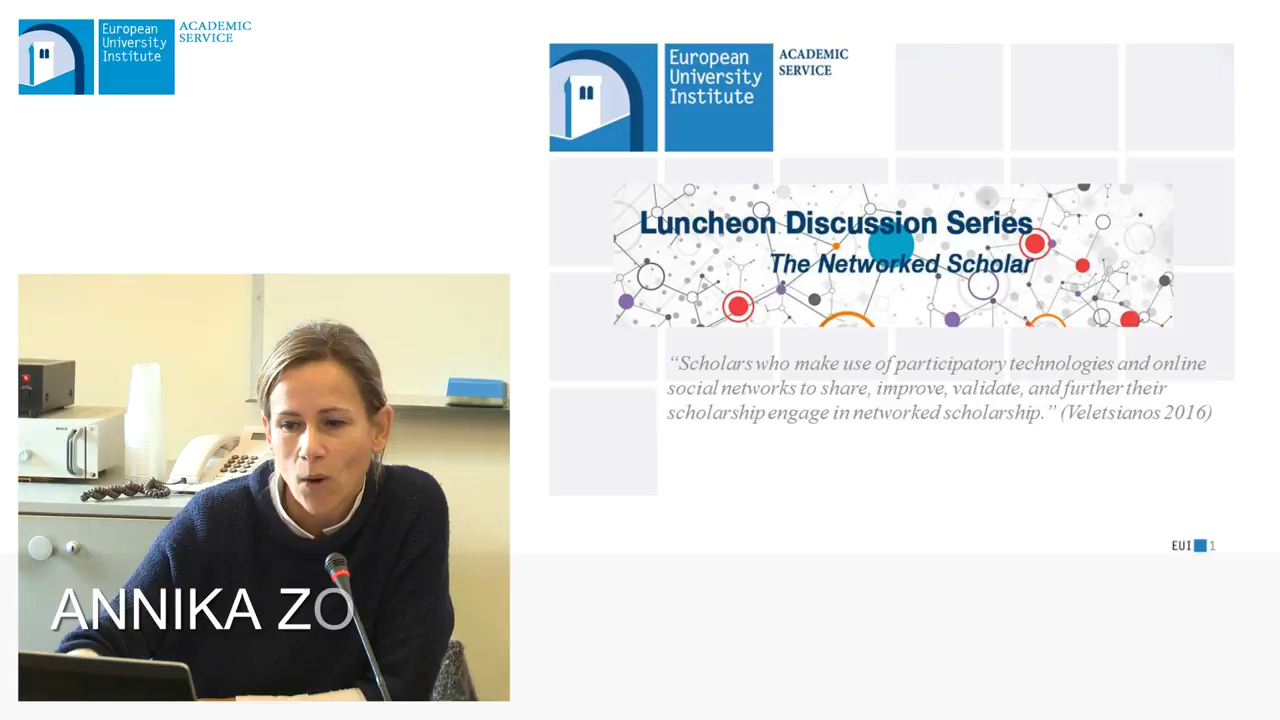 European
University
Institute
ACADEMIC
SERVICE
European
University
Institute
ACADEMIC
SERVICE
Luncheon Discussion Series
The Networked Scholar
“Scholars who make use of participatory technologies and online
social networks to share, improve, validate, and further their
scholarship engage in networked scholarship.” (Veletsianos 2016)
EUI 1
ANNIKA ZO